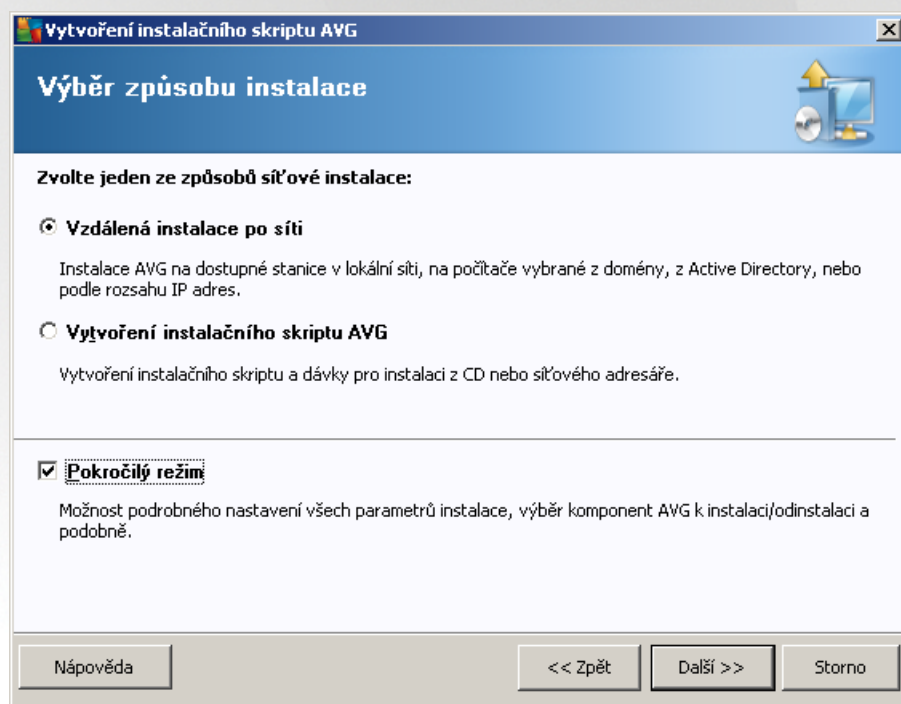 Vytvoření instalačního skriptu AVG
Výběr způsobu instalace
Zvolte jeden ze způsobů síťové instalace:
Vzdálená instalace po síti
Instalace AVG na dostupné stanice v lokální síti, na počítače vybrané z domény, z Active Directory, nebo
podle rozsahu IP adres.
Vytvoření instalačního skriptu AVG
Vytvoření instalačního skriptu a dávky pro instalaci z CD nebo síťového adresáře.
Pokročilý režim
Možnost podrobného nastavení všech parametrů instalace, výběr komponent AVG k instalaci/odinstalaci a
podobně.
Nápověda
<< Zpět
Další >>
Storno